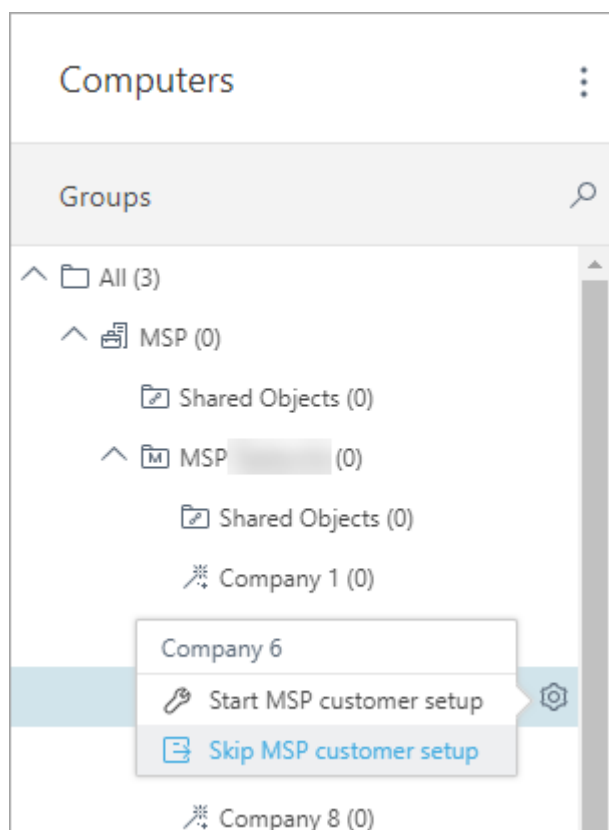 Computers
Groups
All (3)
MSP (0)
Shared Objects (0)
MSP (0)
Shared Objects (0)
Company 1 (0)
Company 6
Start MSP customer setup
Skip MSP customer setup
Company 8 (0)